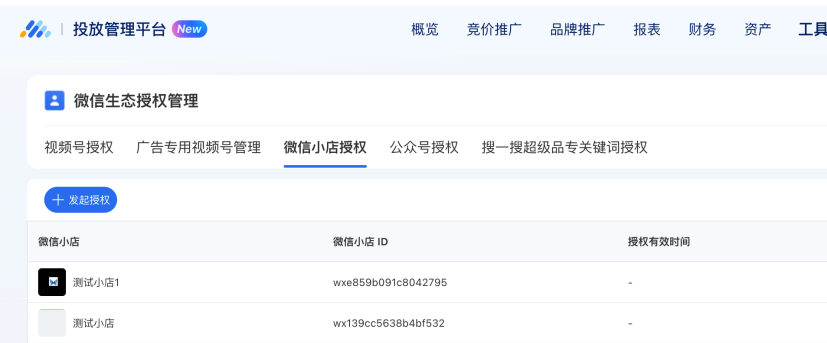 投放管理平台 New 概览 竞价推广 品牌推广 报表 财务 资产 工具
微信生态授权管理
视频号授权 广告专用视频号管理 微信小店授权 公众号授权 搜一搜超级品专关键词授权
+ 发起授权
微信小店 微信小店 ID 授权有效时间
测试小店1 wxe859b091c8042795 -
测试小店 wx139cc5638b4bf532 -